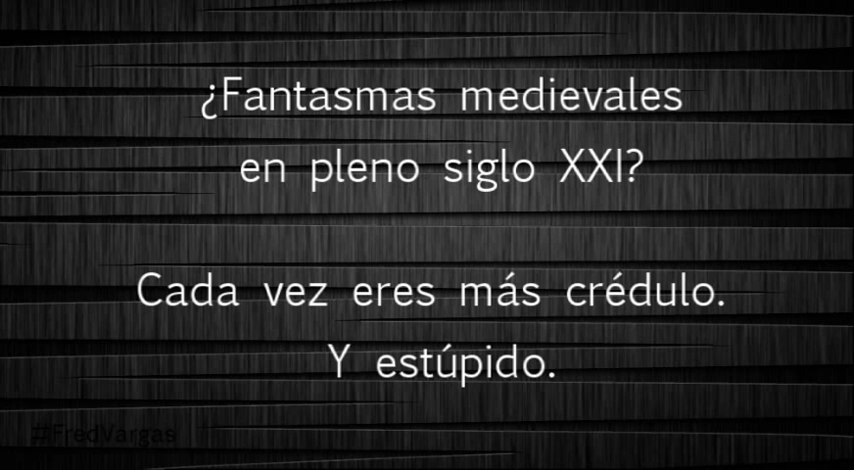 ¿Fantasmas medievales
en pleno siglo XXI?
Cada vez eres más crédulo.
Y estúpido.
#FredVargas